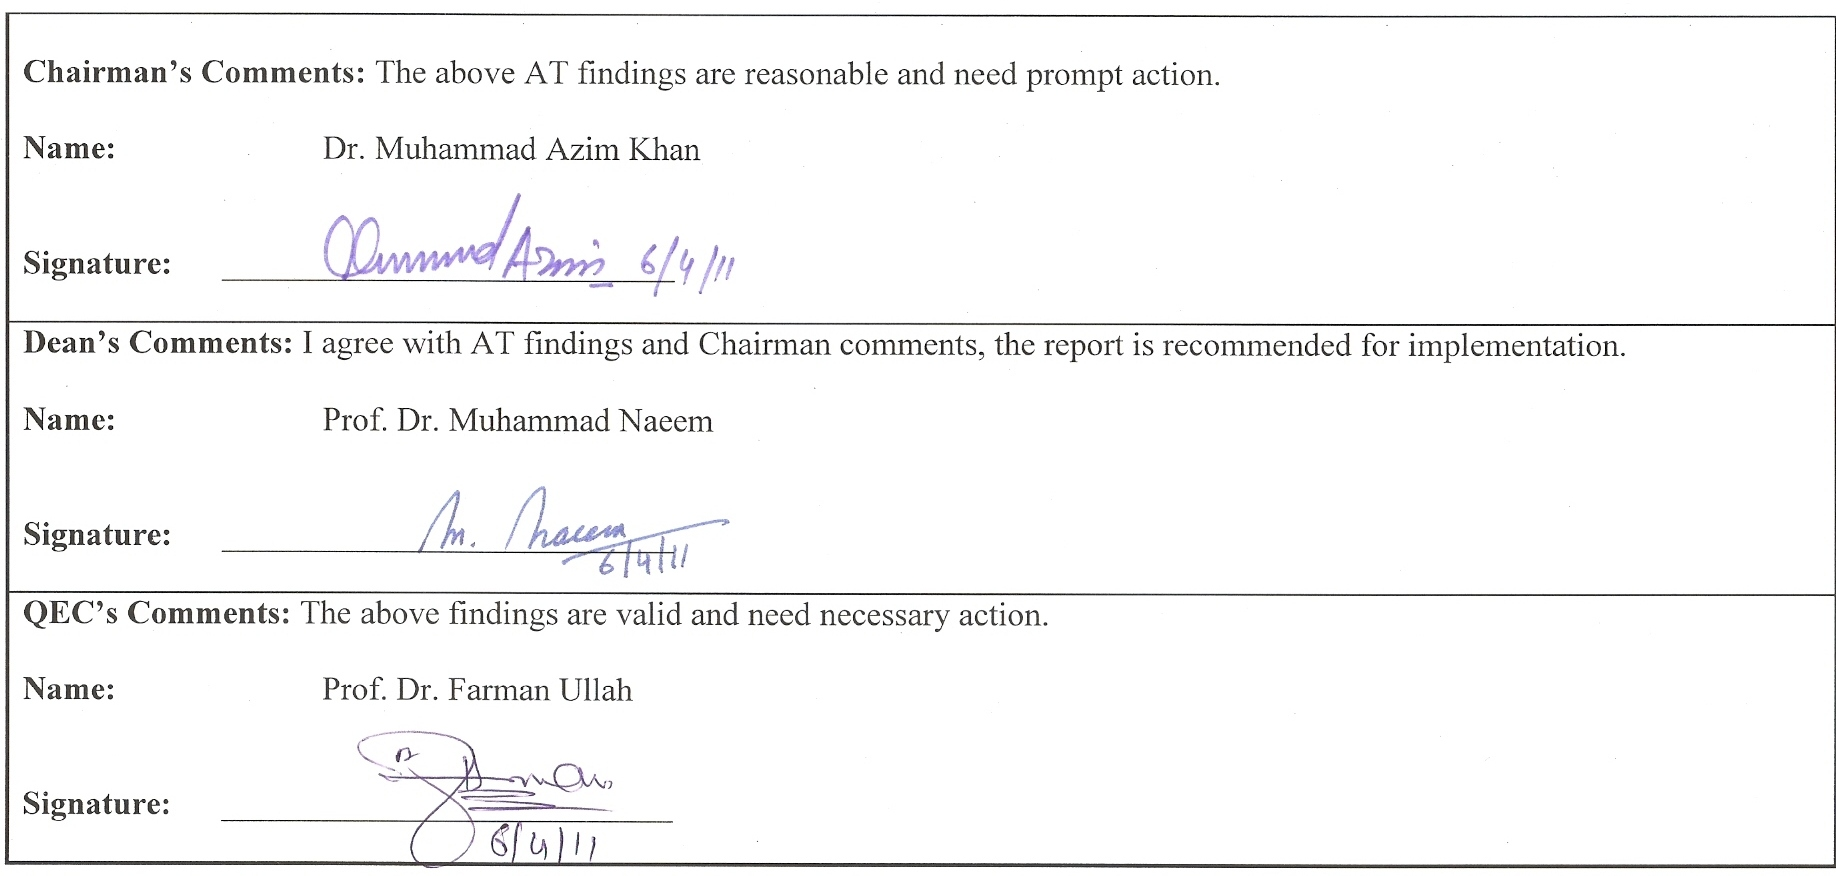 Chairman’s Comments: The above AT findings are reasonable and need prompt action.
Name: Dr. Muhammad Azim Khan
Signature: Azim 6/4/11
Dean’s Comments: I agree with AT findings and Chairman comments, the report is recommended for implementation.
Name: Prof. Dr. Muhammad Naeem
Signature: M. Naeem
6/4/11
QEC’s Comments: The above findings are valid and need necessary action.
Name: Prof. Dr. Farman Ullah
Signature:
6/4/11